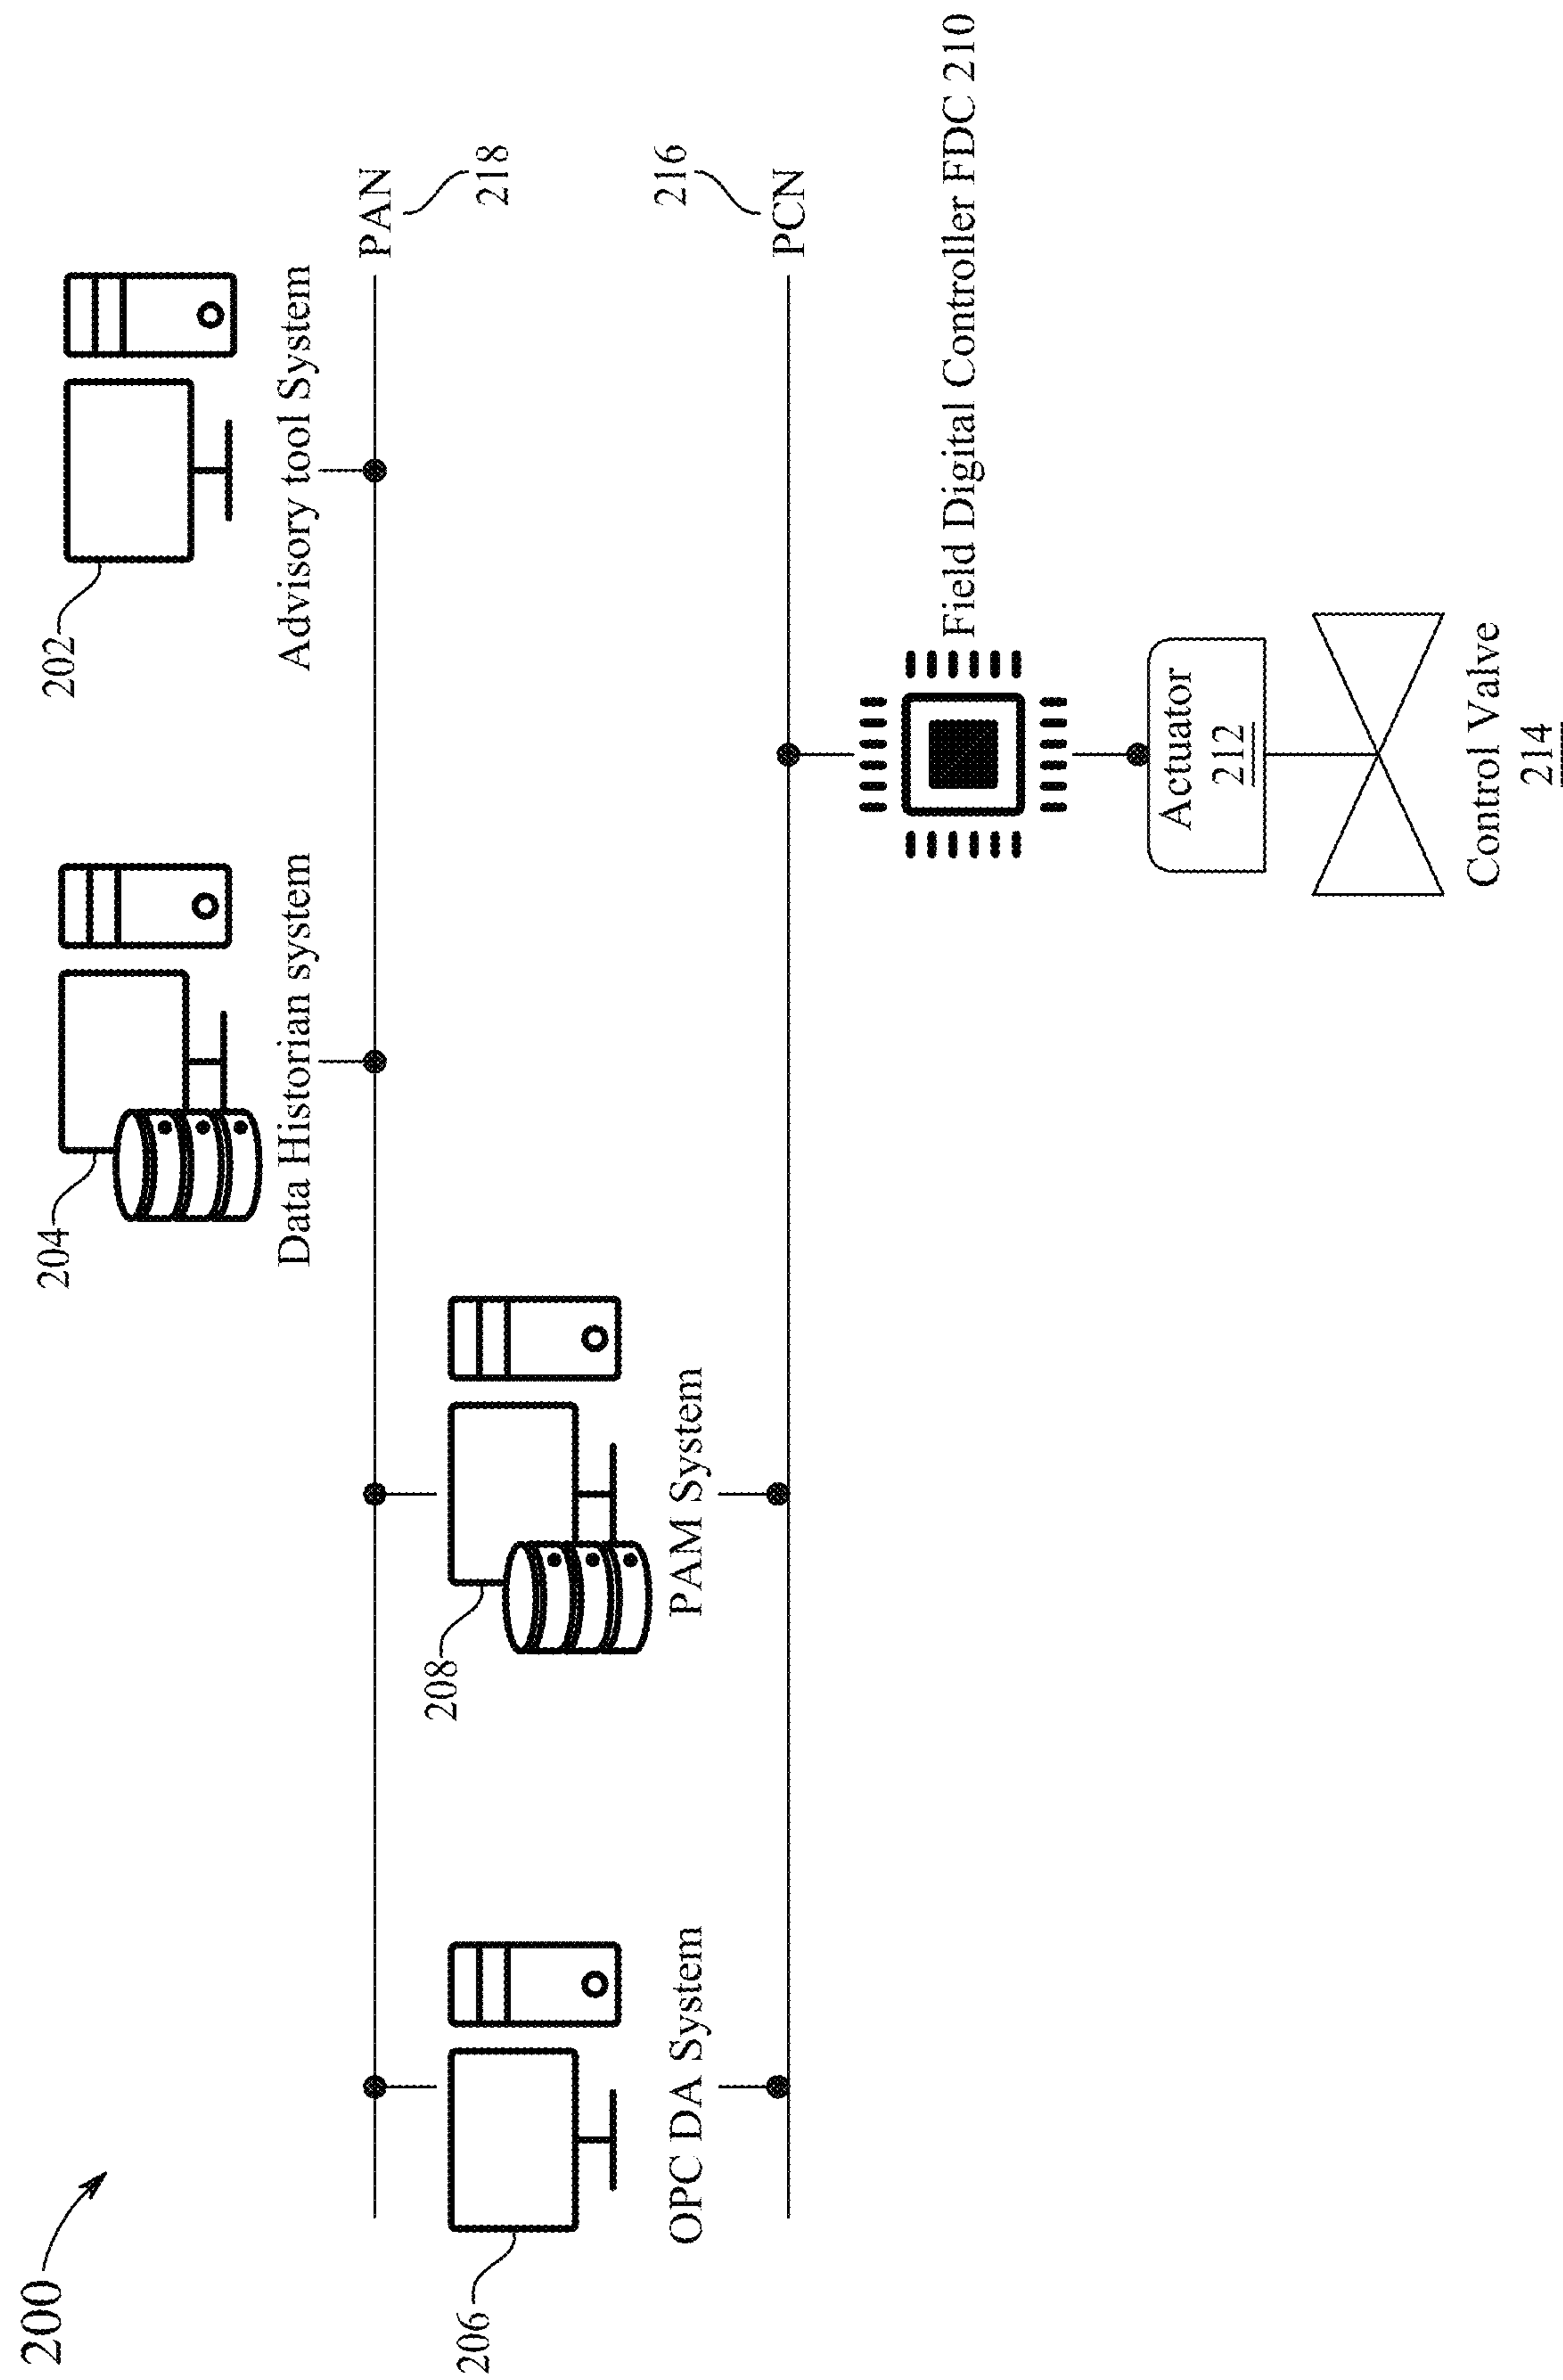 200
202
Advisory tool System
204
Data Historian system
PAN
218
208
PAM System
206
OPC DA System
216
PCN
Field Digital Controller FDC 210
Actuator
212
Control Valve
214